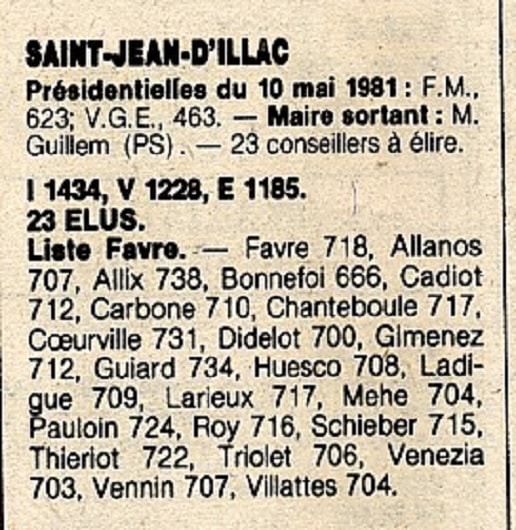 SAINT-JEAN-D'ILLAC
Présidentielles du 10 mai 1981 : F.M.,
623; V.G.E., 463. — Maire sortant : M.
Guillem (PS). — 23 conseillers à élire.
I 1434, V 1228, E 1185.
23 ELUS.
Liste Favre. — Favre 718, Allanos
707, Allix 738, Bonnefoi 666, Cadiot
712, Carbone 710, Chanteboule 717,
Cœurville 731, Didelot 700, Gimenez
712, Guiard 734, Huesco 708, Ladi-
gue 709, Larieux 717, Mehe 704,
Pauloin 724, Roy 716, Schieber 715,
Thieriot 722, Triolet 706, Venezia
703, Vennin 707, Villattes 704.